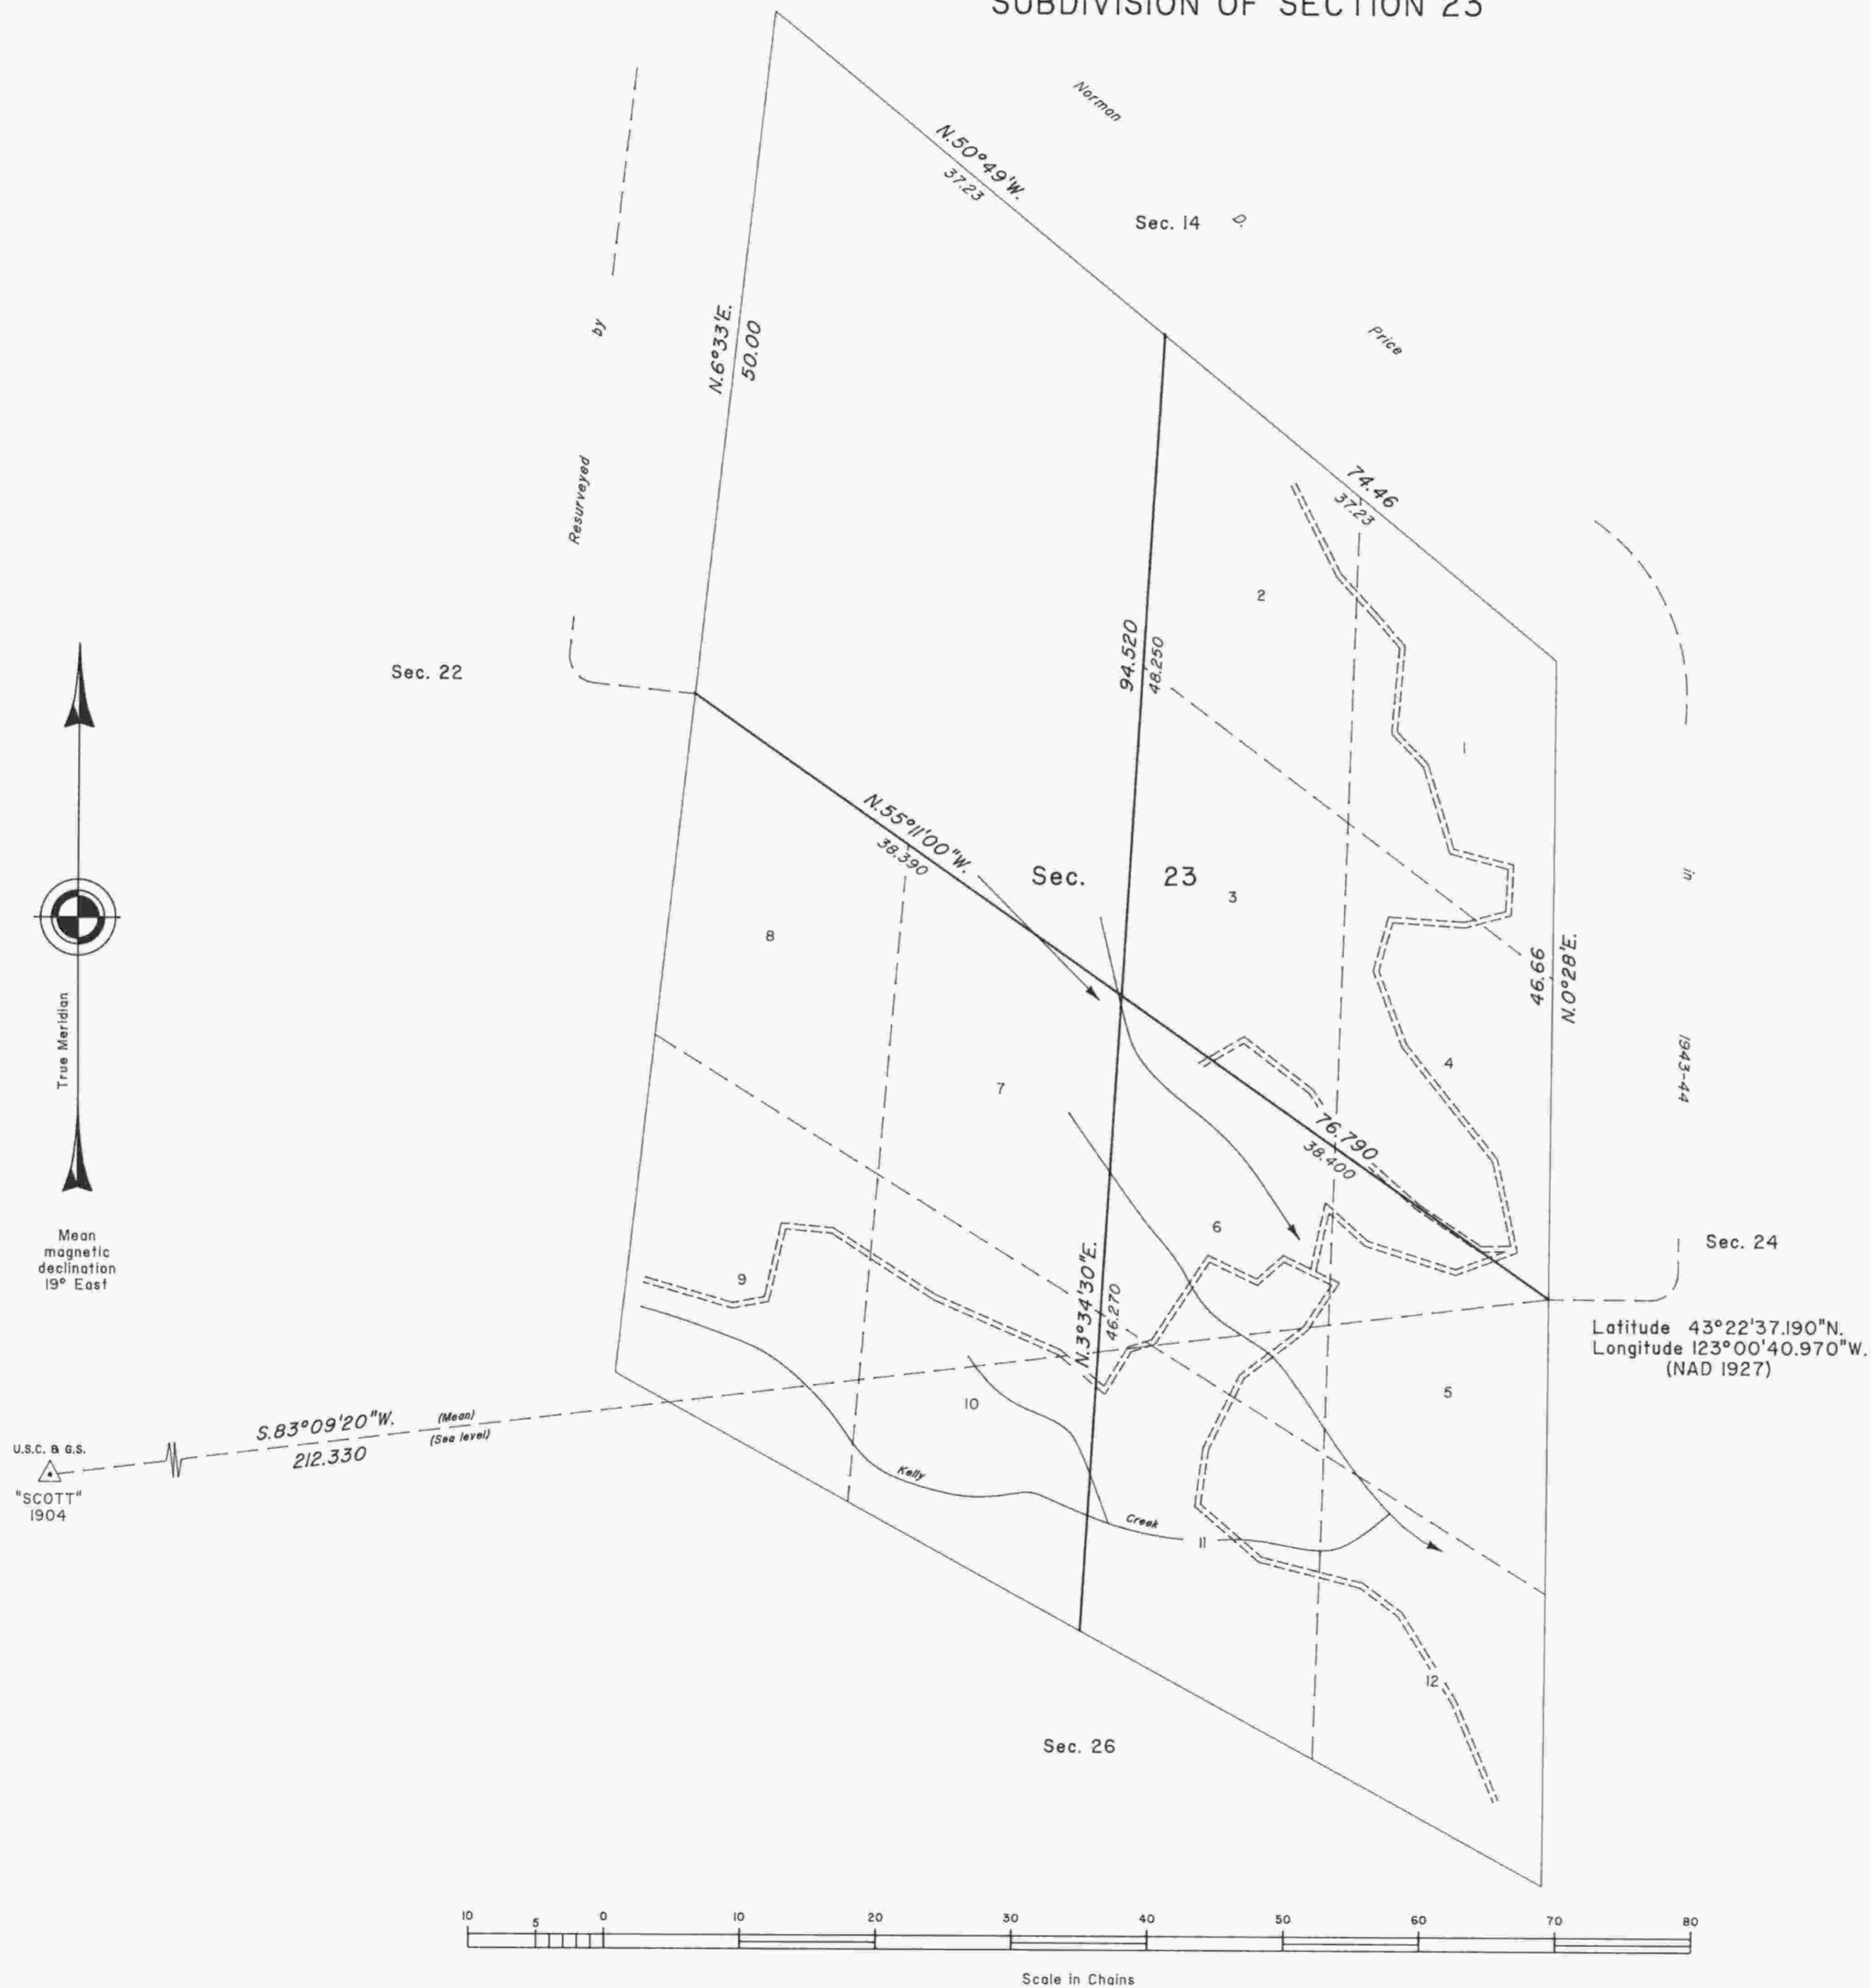 SUBDIVISION OF SECTION 23
Norman
D.
Price
in
1943-44
Resurveyed
by
N.50°49'W.
37.23
Sec. 14
N.6°33'E.
50.00
74.46
37.23
2
94.520
48.250
Sec. 22
1
N.55°11'00"W.
38.390
Sec. 23
3
8
46.66
N.0°28'E.
True Meridian
4
7
76.790
38.400
6
Mean
magnetic
declination
19° East
Sec. 24
9
N.3°34'30"E.
46.270
Latitude 43°22'37.190"N.
Longitude 123°00'40.970"W.
(NAD 1927)
5
10
S.83°09'20"W. (Mean)
212.330 (Sea level)
U.S.C. & G.S.
"SCOTT"
1904
Kelly
Creek
11
12
Sec. 26
10 5 0 10 20 30 40 50 60 70 80
Scale in Chains